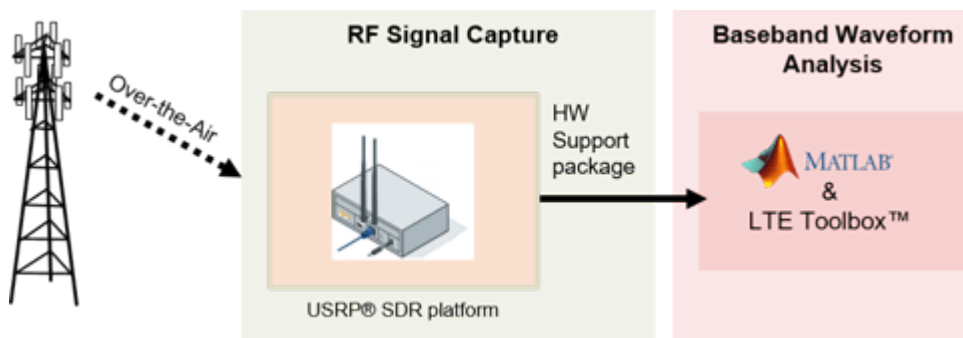 Over-the-Air
RF Signal Capture
HW
Support
package
USRP® SDR platform
Baseband Waveform
Analysis
MATLAB®
&
LTE Toolbox™